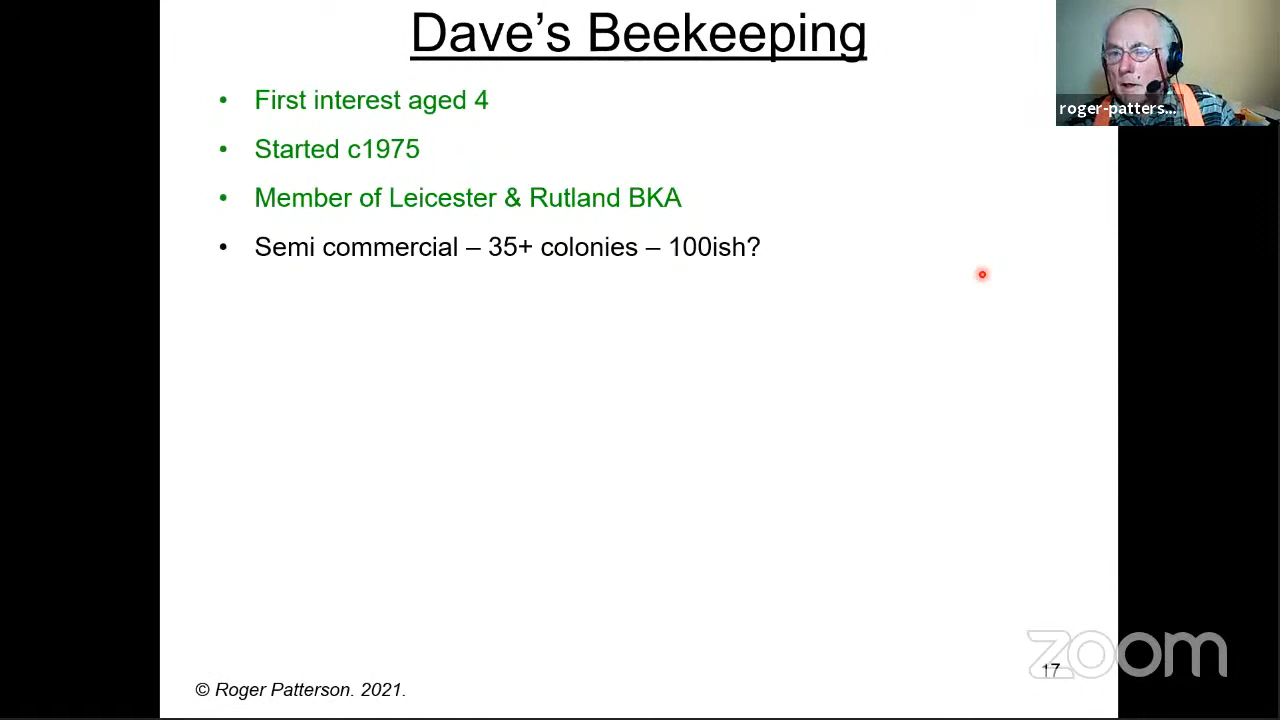 Dave's Beekeeping
• First interest aged 4
• Started c1975
• Member of Leicester & Rutland BKA
• Semi commercial – 35+ colonies – 100ish?
roger-patters...
zoom
17
© Roger Patterson. 2021.